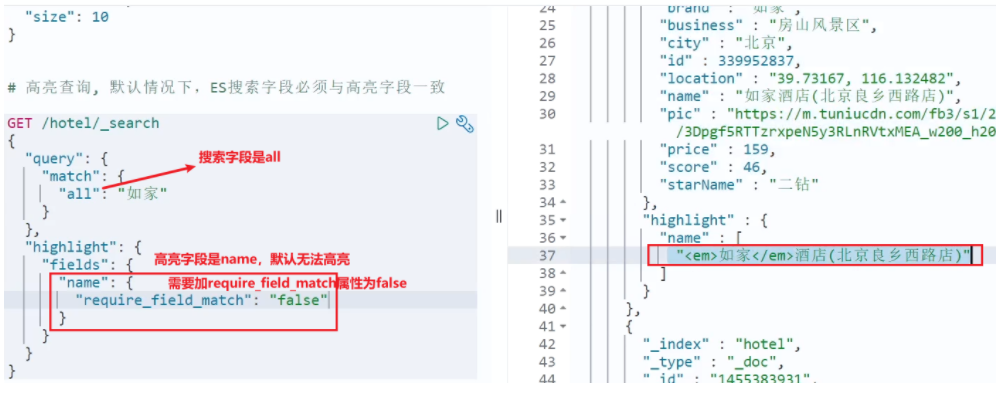 "size": 10
}
# 高亮查询, 默认情况下, ES搜索字段必须与高亮字段一致
GET /hotel/_search
{
"query": {
搜索字段是all
"match": {
"all": "如家"
}
},
"highlight": {
"fields": {
高亮字段是name，默认无法高亮
"name": {
需要加require_field_match属性为false
"require_field_match": "false"
}
}
}
}
24 "brand" : "如家",
25 "business" : "房山风景区",
26 "city" : "北京",
27 "id" : 339952837,
28 "location" : "39.73167, 116.132482",
29 "name" : "如家酒店(北京良乡西路店)",
30 "pic" : "https://m.tuniucdn.com/fb3/s1/2
/3Dpgf5RTTzrxpeN5y3RLnRVtxMEA_w200_h20
31 "price" : 159,
32 "score" : 46,
33 "starName" : "二钻"
34 },
35 "highlight" : {
36 "name" : [
37 "<em>如家</em>酒店(北京良乡西路店)"
38 ]
39 }
40 },
41 {
42 "_index" : "hotel",
43 "_type" : "_doc",
44 "_id" : "1455383931",